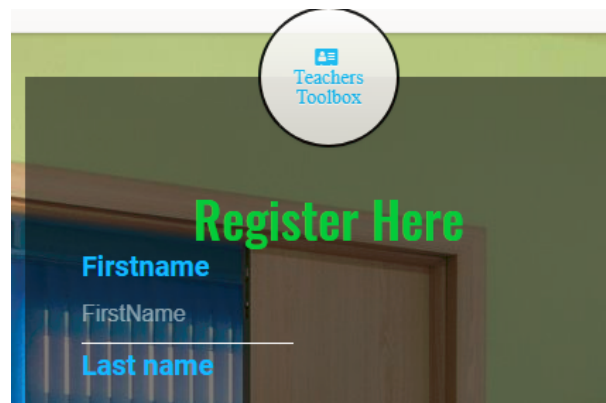 Teachers
Toolbox
Register Here
Firstname
FirstName
Last name